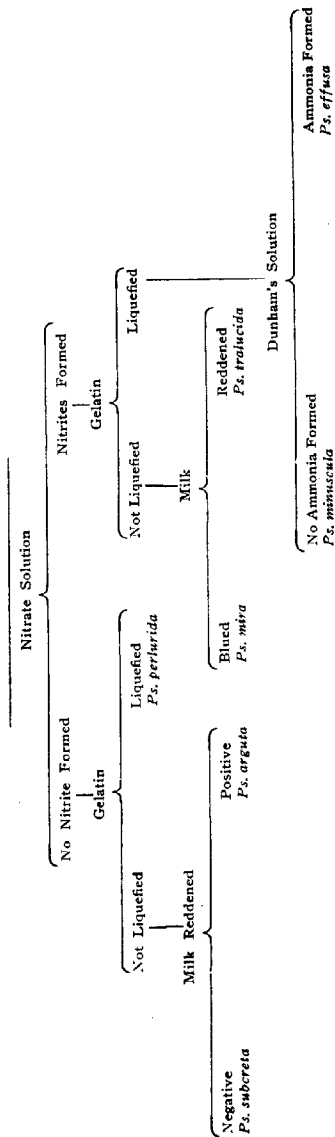 Nitrate Solution
No Nitrite Formed
Nitrites Formed
Gelatin
Gelatin
Not Liquefied
Liquefied
Ps. perlurida
Not Liquefied
Liquefied
Milk Reddened
Milk
Negative
Ps. subcreta
Positive
Ps. arguta
Blued
Ps. mira
Reddened
Ps. tralucida
Dunham's Solution
No Ammonia Formed
Ps. minuscula
Ammonia Formed
Ps. effusa